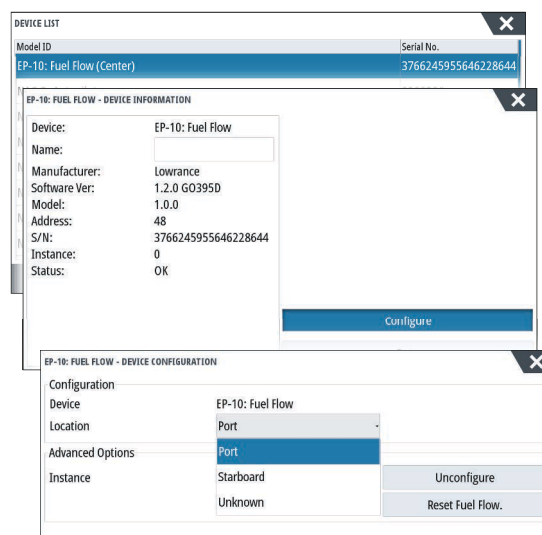 DEVICE LIST
Model ID Serial No.
EP-10: Fuel Flow (Center) 3766245955646228644
EP-10: FUEL FLOW - DEVICE INFORMATION
Device: EP-10: Fuel Flow
Name:
Manufacturer: Lowrance
Software Ver: 1.2.0 GO395D
Model: 1.0.0
Address: 48
S/N: 3766245955646228644
Instance: 0
Status: OK
Configure
EP-10: FUEL FLOW - DEVICE CONFIGURATION
Configuration
Device EP-10: Fuel Flow
Location Port
Advanced Options Port
Instance Starboard Unconfigure
Unknown Reset Fuel Flow.